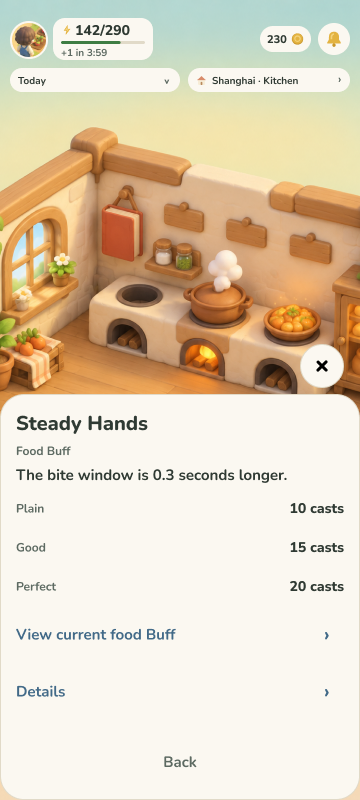 142/290
+1 in 3:59
230
Today
Shanghai · Kitchen
Steady Hands
Food Buff
The bite window is 0.3 seconds longer.
Plain
10 casts
Good
15 casts
Perfect
20 casts
View current food Buff
Details
Back